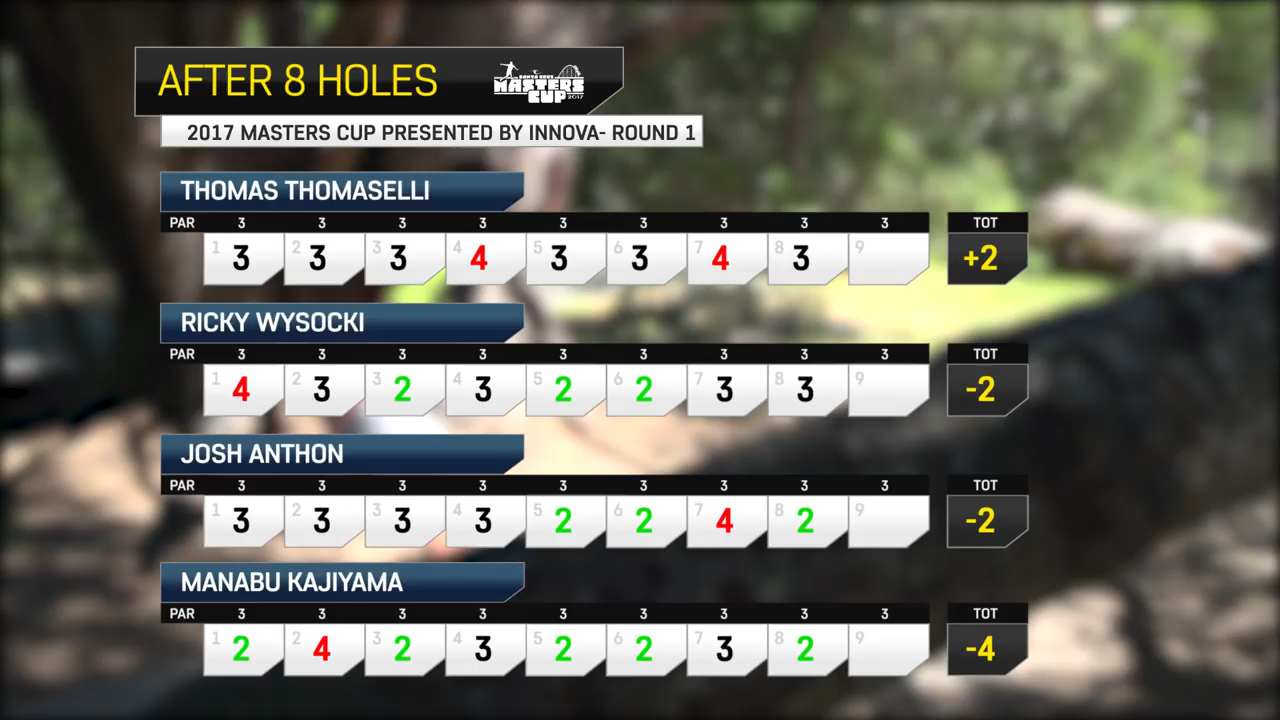 AFTER 8 HOLES
SANTA CRUZ
MASTERS
CUP 2017
2017 MASTERS CUP PRESENTED BY INNOVA- ROUND 1
THOMAS THOMASELLI
PAR 3 3 3 3 3 3 3 3 3 TOT
1 3 2 3 3 3 4 4 5 3 6 3 7 4 8 3 9 +2
RICKY WYSOCKI
PAR 3 3 3 3 3 3 3 3 3 TOT
1 4 2 3 3 2 4 3 5 2 6 2 7 3 8 3 9 -2
JOSH ANTHON
PAR 3 3 3 3 3 3 3 3 3 TOT
1 3 2 3 3 3 4 3 5 2 6 2 7 4 8 2 9 -2
MANABU KAJIYAMA
PAR 3 3 3 3 3 3 3 3 3 TOT
1 2 2 4 3 2 4 3 5 2 6 2 7 3 8 2 9 -4